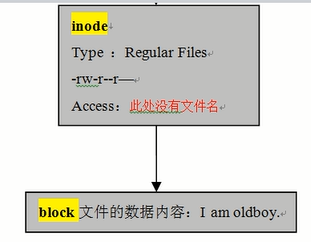 inode
Type ：Regular Files
-rw-r--r—
Access：此处没有文件名
block 文件的数据内容：I am oldboy.